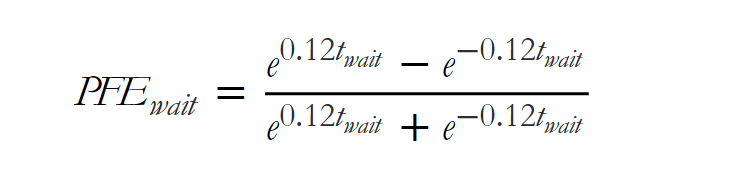 PFE_wait = (e^{0.12t_wait} − e^{−0.12t_wait}) / (e^{0.12t_wait} + e^{−0.12t_wait})